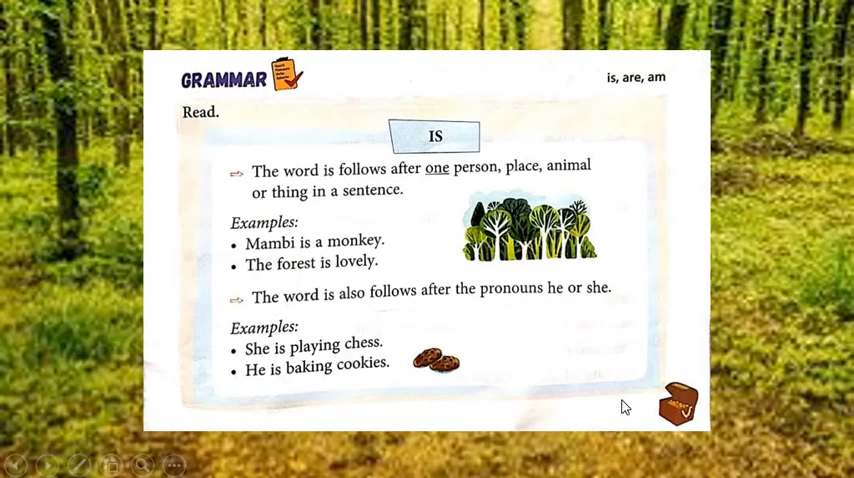 GRAMMAR
is, are, am
Read.
IS
The word is follows after one person, place, animal
or thing in a sentence.
Examples:
• Mambi is a monkey.
• The forest is lovely.
The word is also follows after the pronouns he or she.
Examples:
• She is playing chess.
• He is baking cookies.